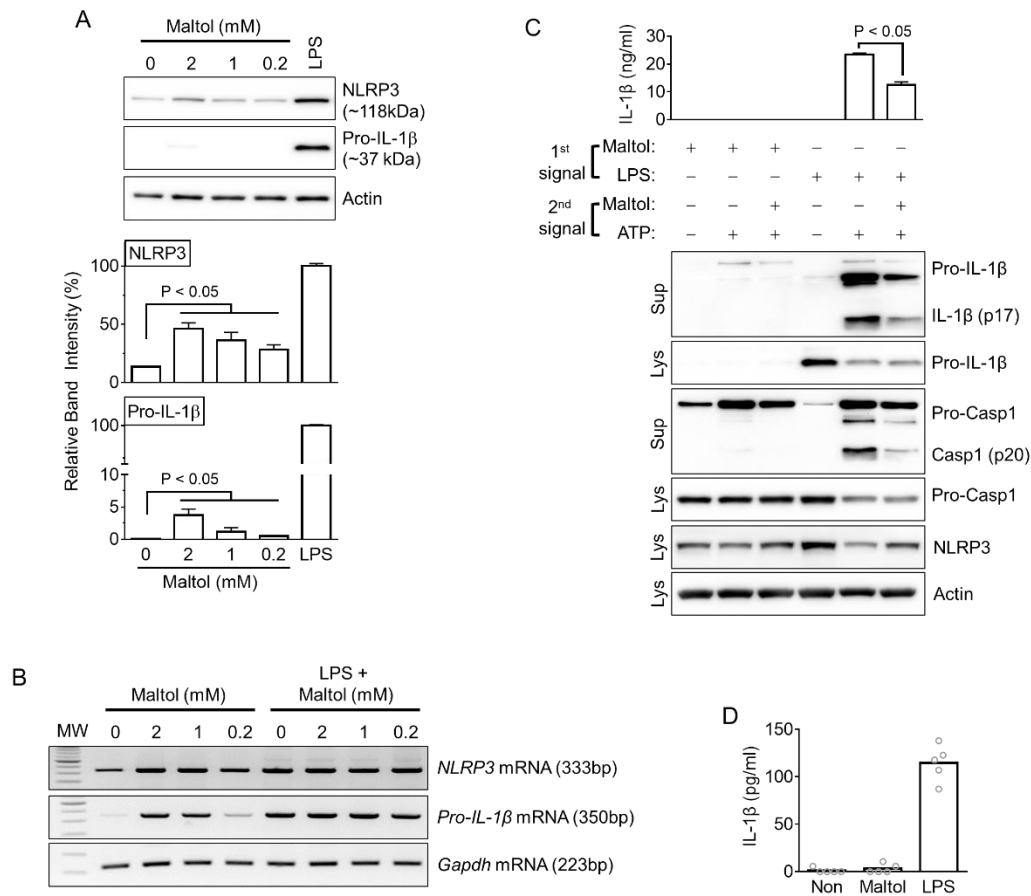 A
Maltol (mM)
0 2 1 0.2 LPS
NLRP3
(~118kDa)
Pro-IL-1β
(~37 kDa)
Actin
NLRP3
100
50
0
P < 0.05
Relative Band Intensity (%)
Pro-IL-1β
100
10
5
0
P < 0.05
0 2 1 0.2 LPS
Maltol (mM)
B
Maltol (mM)
LPS +
Maltol (mM)
MW 0 2 1 0.2 0 2 1 0.2
NLRP3 mRNA (333bp)
Pro-IL-1β mRNA (350bp)
Gapdh mRNA (223bp)
C
P < 0.05
IL-1β (ng/ml)
30
20
10
0
1st signal
Maltol: + + + – – –
LPS: – – – + + +
2nd signal
Maltol: – – + – – +
ATP: – + + – + +
Sup
Pro-IL-1β
IL-1β (p17)
Lys
Pro-IL-1β
Sup
Pro-Casp1
Casp1 (p20)
Lys
Pro-Casp1
Lys
NLRP3
Lys
Actin
D
IL-1β (pg/ml)
150
100
50
0
Non Maltol LPS